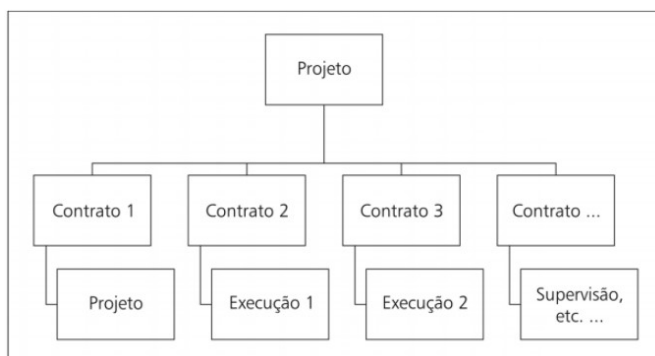 Projeto
Contrato 1
Contrato 2
Contrato 3
Contrato ...
Projeto
Execução 1
Execução 2
Supervisão,
etc. ...